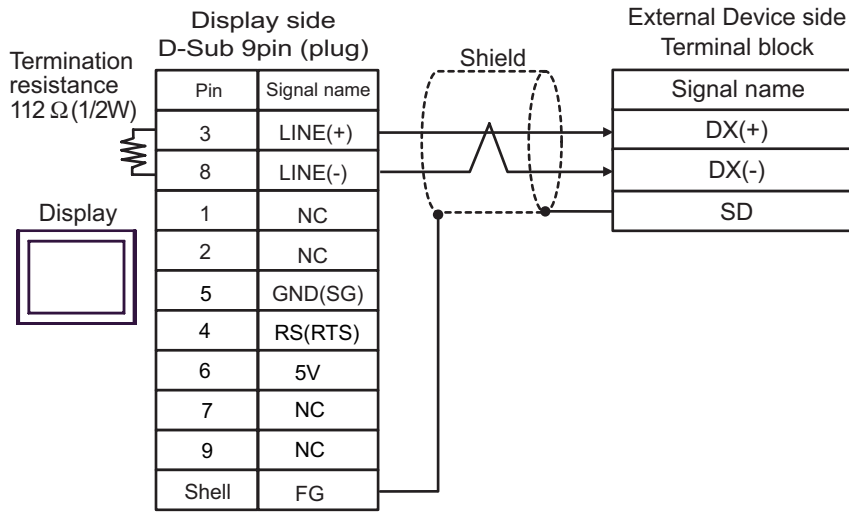 Display side
D-Sub 9pin (plug)
External Device side
Terminal block
Termination
resistance
112 Ω (1/2W)
Shield
Pin Signal name
Signal name
3 LINE(+)
DX(+)
8 LINE(-)
DX(-)
Display
1 NC
SD
2 NC
5 GND(SG)
4 RS(RTS)
6 5V
7 NC
9 NC
Shell FG